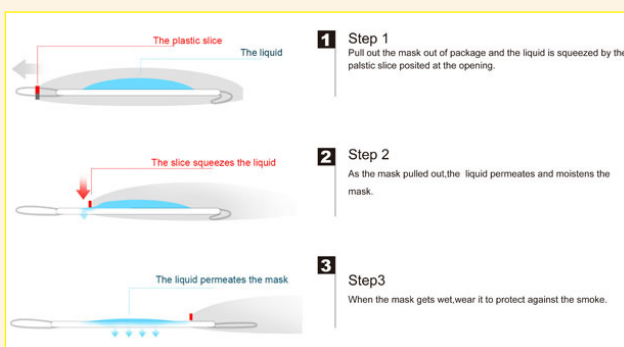 The plastic slice
The liquid
1 Step 1
Pull out the mask out of package and the liquid is squeezed by the
palstic slice posited at the opening.
The slice squeezes the liquid
2 Step 2
As the mask pulled out,the liquid permeates and moistens the
mask.
The liquid permeates the mask
3
Step3
When the mask gets wet,wear it to protect against the smoke.